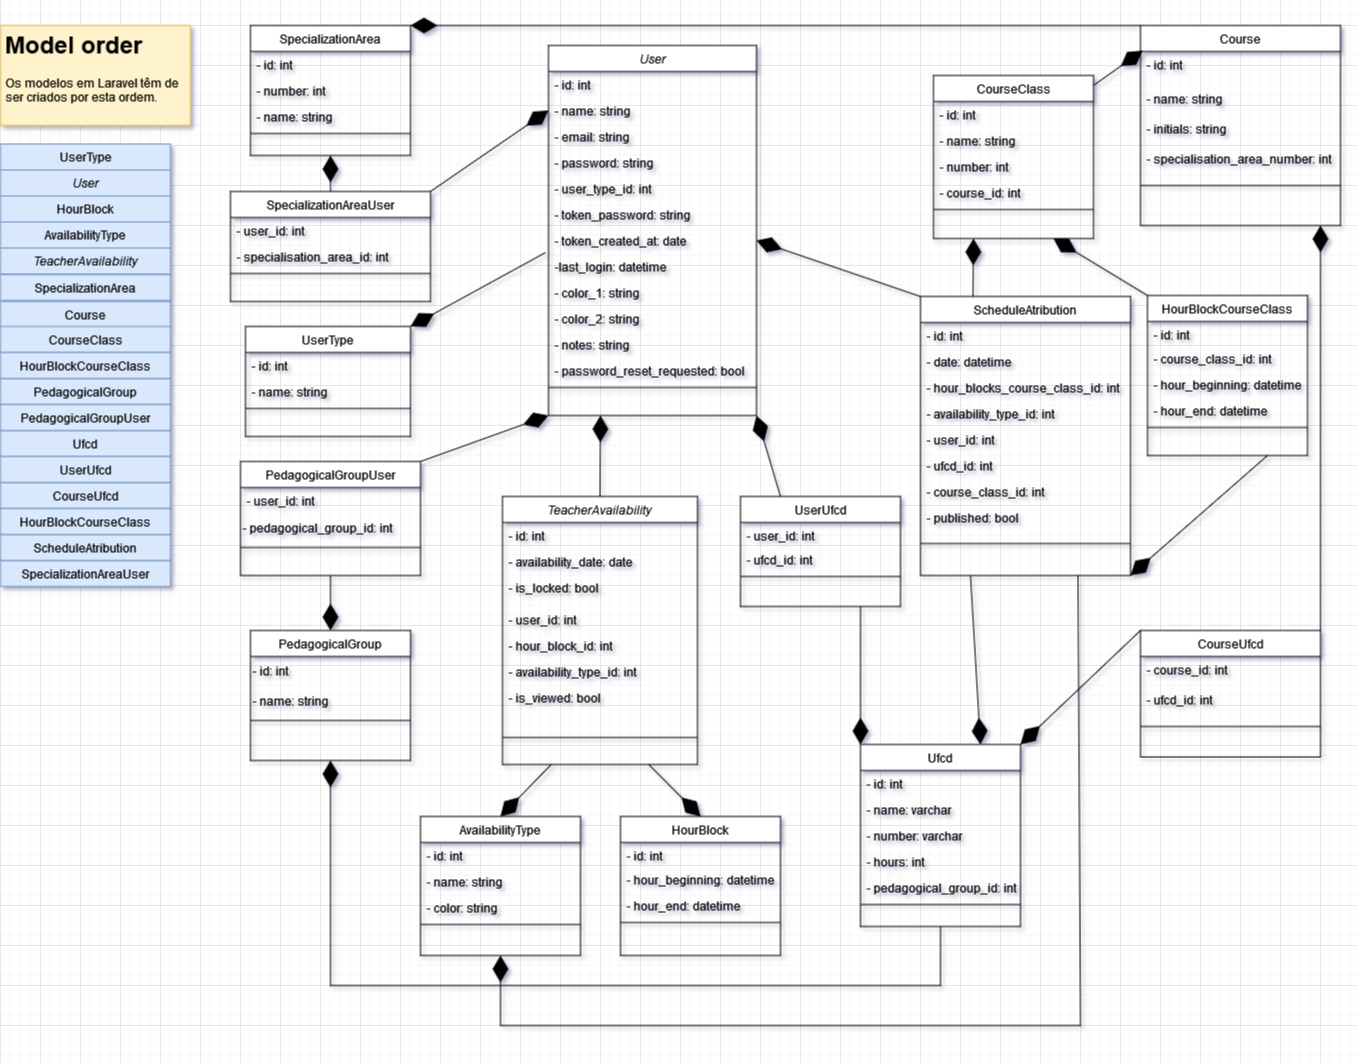 Model order
Os modelos em Laravel têm de
ser criados por esta ordem.
UserType
User
HourBlock
AvailabilityType
TeacherAvailability
SpecializationArea
Course
CourseClass
HourBlockCourseClass
PedagogicalGroup
PedagogicalGroupUser
Ufcd
UserUfcd
CourseUfcd
HourBlockCourseClass
ScheduleAtribution
SpecializationAreaUser
SpecializationArea
- id: int
- number: int
- name: string
SpecializationAreaUser
- user_id: int
- specialisation_area_id: int
UserType
- id: int
- name: string
PedagogicalGroupUser
- user_id: int
- pedagogical_group_id: int
PedagogicalGroup
- id: int
- name: string
User
- id: int
- name: string
- email: string
- password: string
- user_type_id: int
- token_password: string
- token_created_at: date
-last_login: datetime
- color_1: string
- color_2: string
- notes: string
- password_reset_requested: bool
TeacherAvailability
- id: int
- availability_date: date
- is_locked: bool
- user_id: int
- hour_block_id: int
- availability_type_id: int
- is_viewed: bool
AvailabilityType
- id: int
- name: string
- color: string
HourBlock
- id: int
- hour_beginning: datetime
- hour_end: datetime
UserUfcd
- user_id: int
- ufcd_id: int
CourseClass
- id: int
- name: string
- number: int
- course_id: int
Course
- id: int
- name: string
- initials: string
- specialisation_area_number: int
ScheduleAtribution
- id: int
- date: datetime
- hour_blocks_course_class_id: int
- availability_type_id: int
- user_id: int
- ufcd_id: int
- course_class_id: int
- published: bool
HourBlockCourseClass
- id: int
- course_class_id: int
- hour_beginning: datetime
- hour_end: datetime
CourseUfcd
- course_id: int
- ufcd_id: int
Ufcd
- id: int
- name: varchar
- number: varchar
- hours: int
- pedagogical_group_id: int